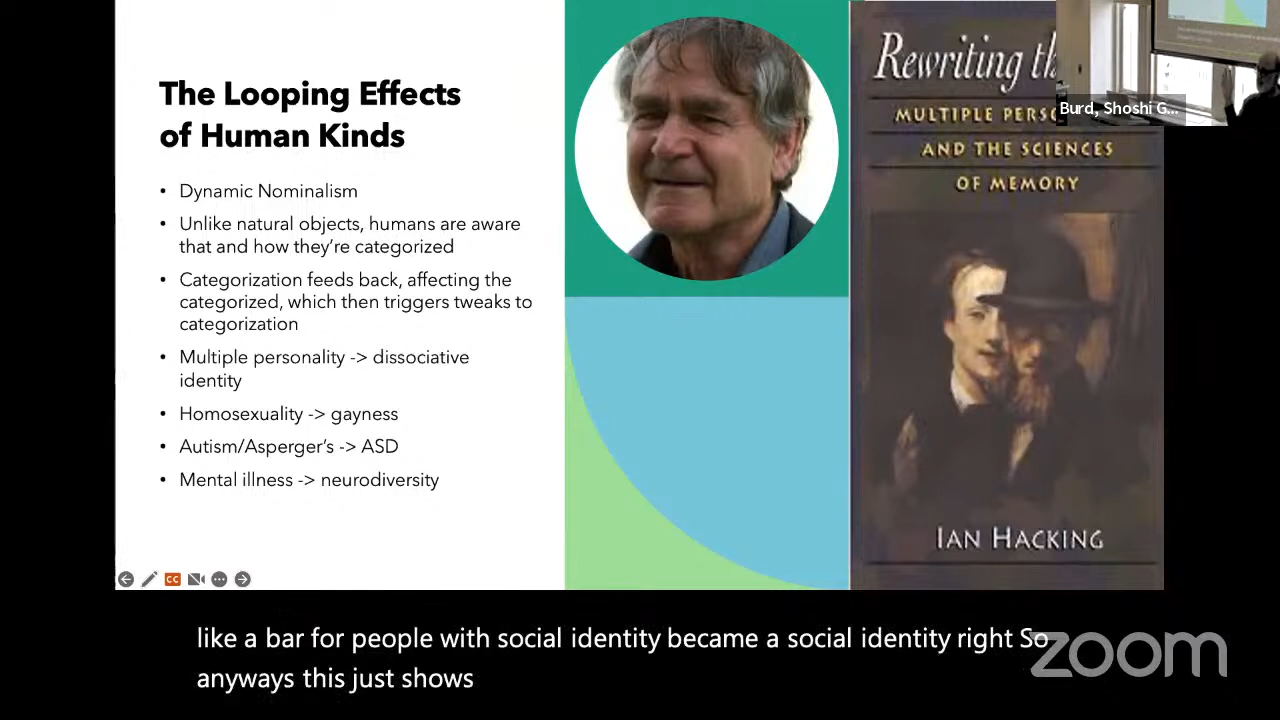 The Looping Effects
of Human Kinds
• Dynamic Nominalism
• Unlike natural objects, humans are aware
that and how they're categorized
• Categorization feeds back, affecting the
categorized, which then triggers tweaks to
categorization
• Multiple personality -> dissociative
identity
• Homosexuality -> gayness
• Autism/Asperger's -> ASD
• Mental illness -> neurodiversity
CC
Rewriting th
MULTIPLE PERSO
AND THE SCIENCES
OF MEMORY
IAN HACKING
Burd, Shoshi G...
like a bar for people with social identity became a social identity right So
anyways this just shows
zoom